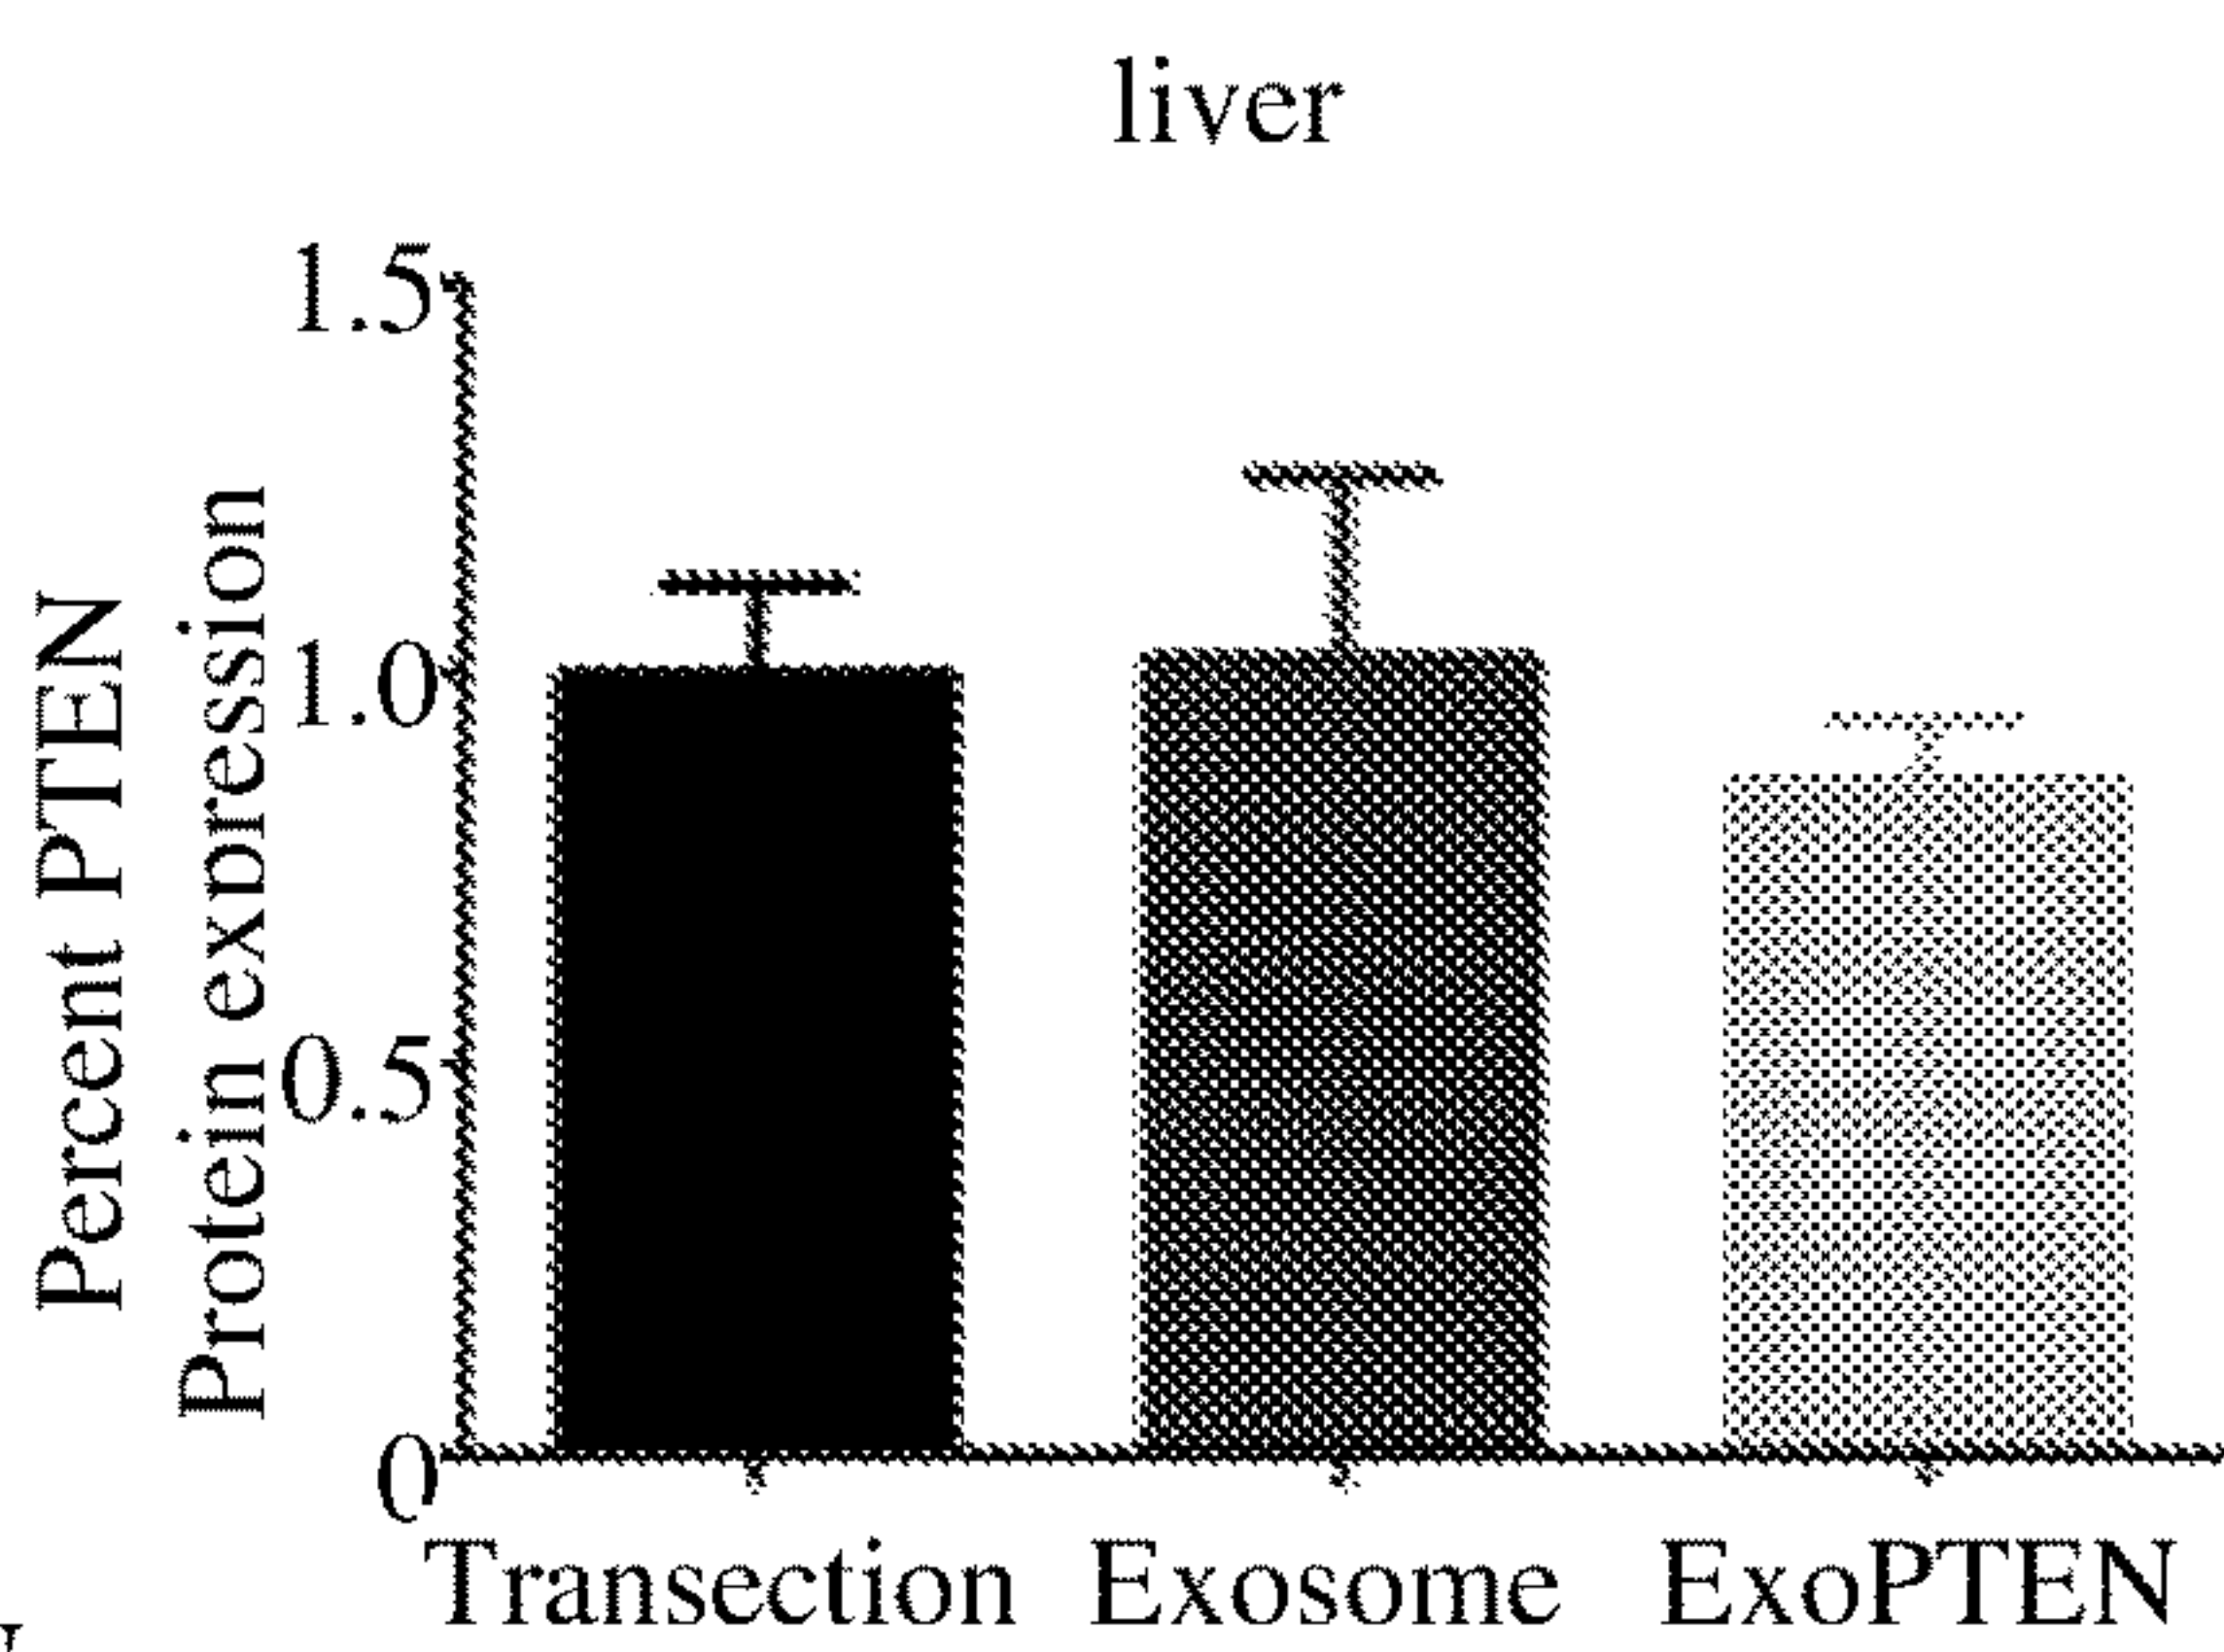 liver
Percent PTEN
Protein expression
1.5
1.0
0.5
0
Transection Exosome ExoPTEN